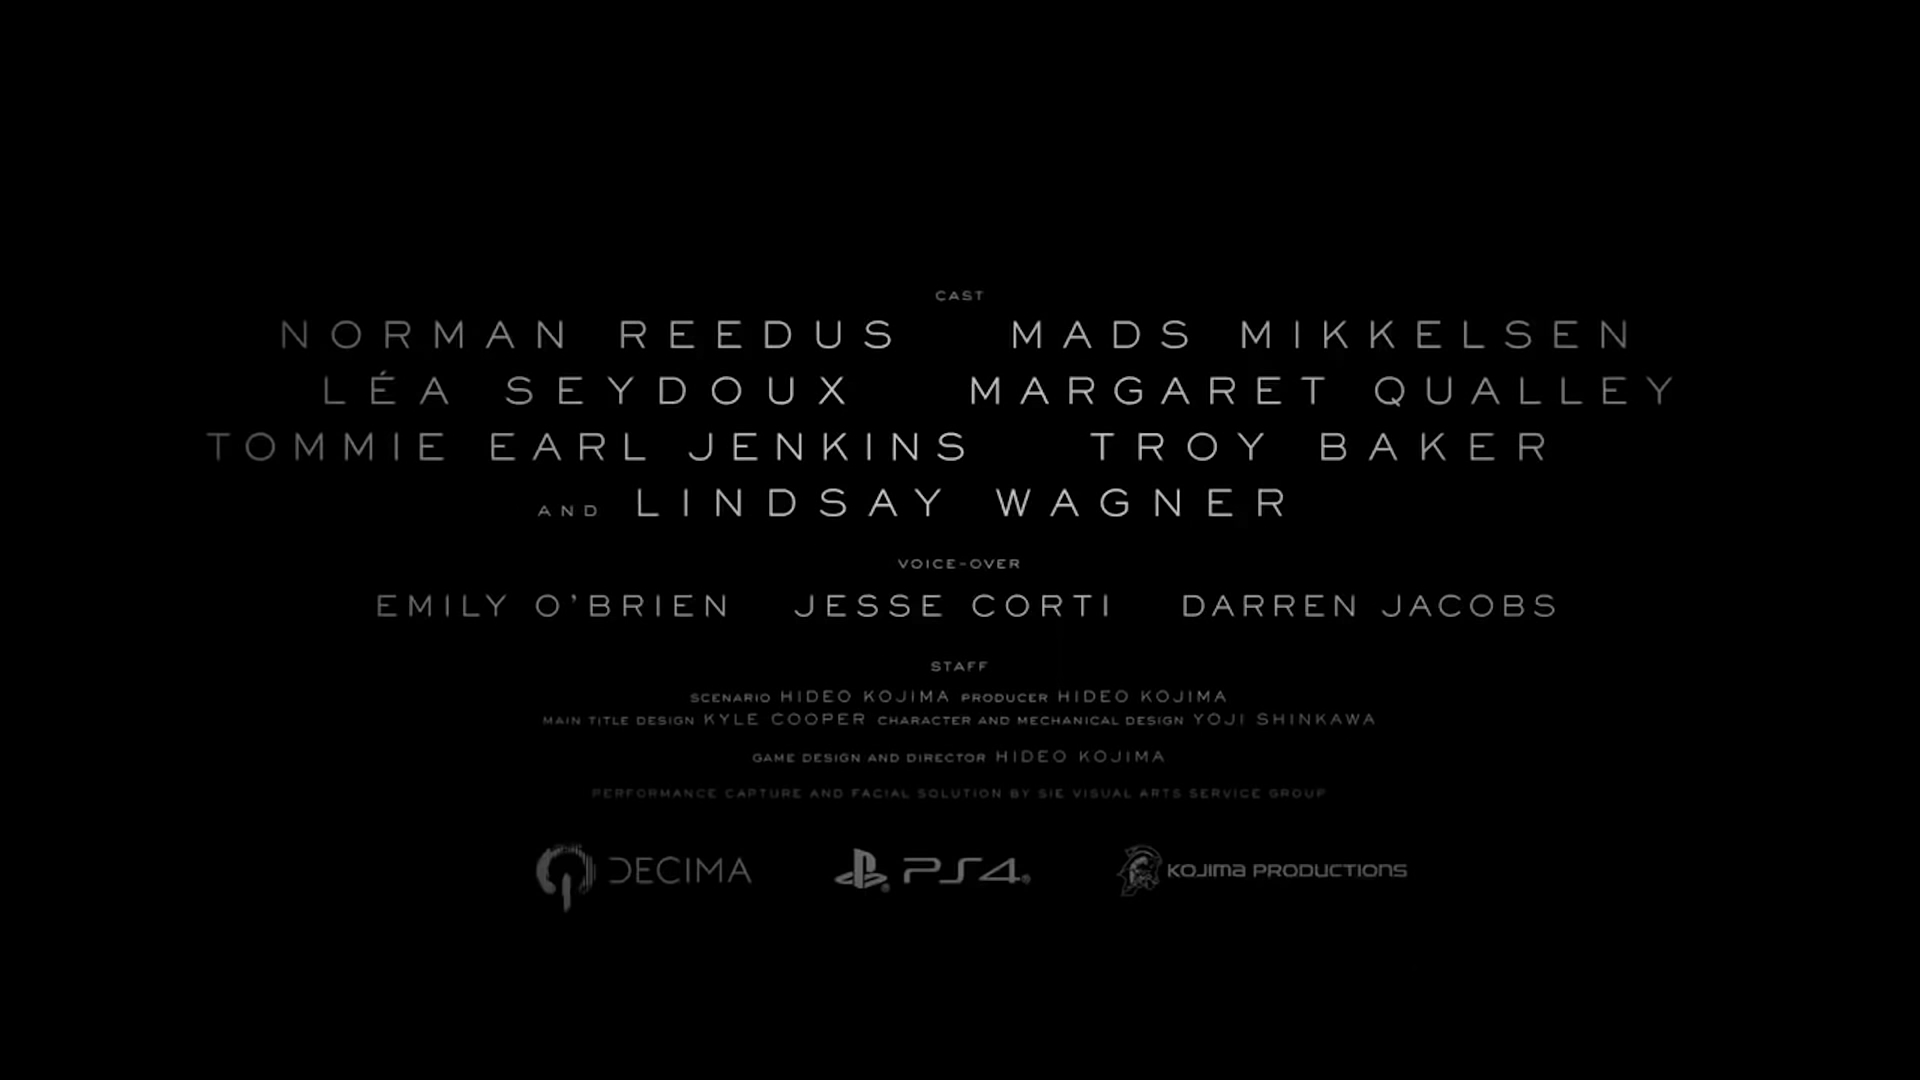 CAST
NORMAN REEDUS MADS MIKKELSEN
LÉA SEYDOUX MARGARET QUALLEY
TOMMIE EARL JENKINS TROY BAKER
AND LINDSAY WAGNER
VOICE-OVER
EMILY O'BRIEN JESSE CORTI DARREN JACOBS
STAFF
SCENARIO HIDEO KOJIMA PRODUCER HIDEO KOJIMA
MAIN TITLE DESIGN KYLE COOPER CHARACTER AND MECHANICAL DESIGN YOJI SHINKAWA
GAME DESIGN AND DIRECTOR HIDEO KOJIMA
PERFORMANCE CAPTURE AND FACIAL SOLUTION BY SIE VISUAL ARTS SERVICE GROUP
DECIMA PS4® KOJIMA PRODUCTIONS